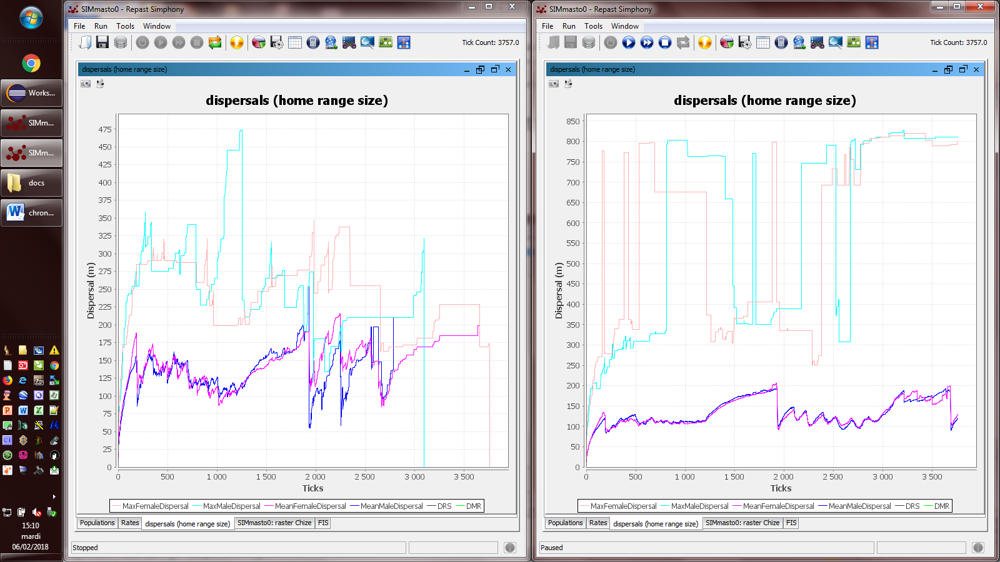 SIMmasto0 - Repast Simphony
File Run Tools Window
Tick Count: 3757.0
dispersals (home range size)
dispersals (home range size)
475
450
425
400
375
350
325
300
275
250
225
200
175
150
125
100
75
50
25
0
Dispersal (m)
0 500 1 000 1 500 2 000 2 500 3 000 3 500
Ticks
MaxFemaleDispersal MaxMaleDispersal MeanFemaleDispersal MeanMaleDispersal DRS DMR
Populations Rates dispersals (home range size) SIMmasto0: raster Chize FIS
Stopped
SIMmasto0 - Repast Simphony
File Run Tools Window
Tick Count: 3757.0
dispersals (home range size)
dispersals (home range size)
850
800
750
700
650
600
550
500
450
400
350
300
250
200
150
100
50
0
Dispersal (m)
0 500 1 000 1 500 2 000 2 500 3 000 3 500
Ticks
MaxFemaleDispersal MaxMaleDispersal MeanFemaleDispersal MeanMaleDispersal DRS DMR
Populations Rates dispersals (home range size) SIMmasto0: raster Chize FIS
Paused
Works...
SIMm...
SIMm...
docs
chron...
15:10
mardi
06/02/2018